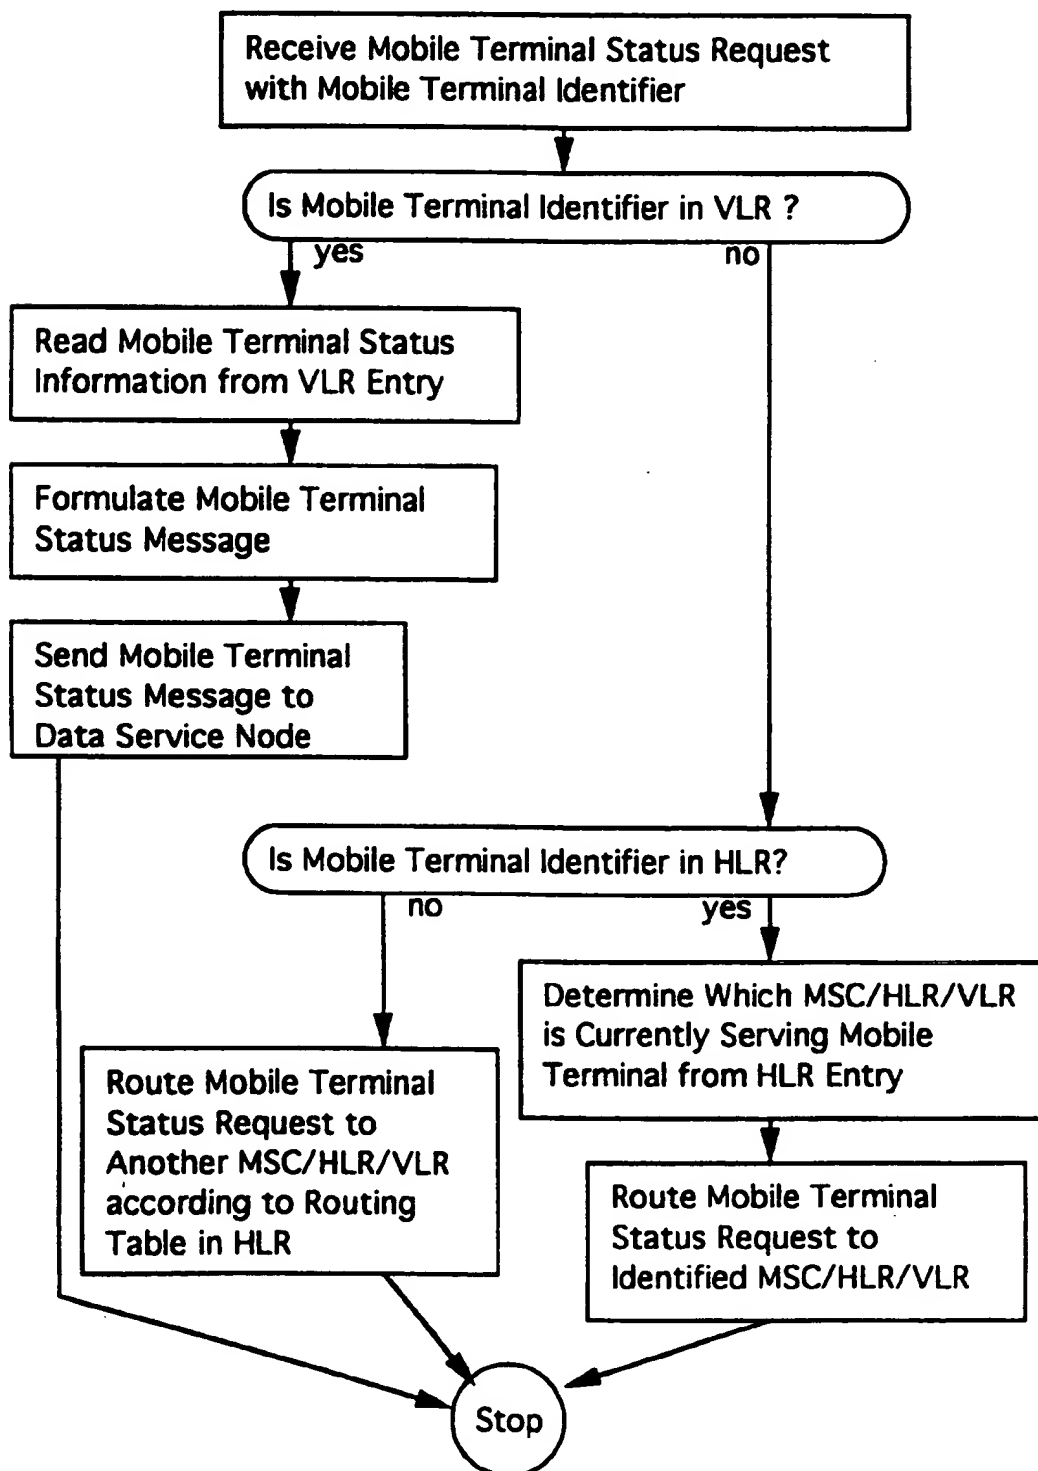 Receive Mobile Terminal Status Request
with Mobile Terminal Identifier
Is Mobile Terminal Identifier in VLR ?
yes
no
Read Mobile Terminal Status
Information from VLR Entry
Formulate Mobile Terminal
Status Message
Send Mobile Terminal
Status Message to
Data Service Node
Is Mobile Terminal Identifier in HLR?
no
yes
Determine Which MSC/HLR/VLR
is Currently Serving Mobile
Terminal from HLR Entry
Route Mobile Terminal
Status Request to
Another MSC/HLR/VLR
according to Routing
Table in HLR
Route Mobile Terminal
Status Request to
Identified MSC/HLR/VLR
Stop